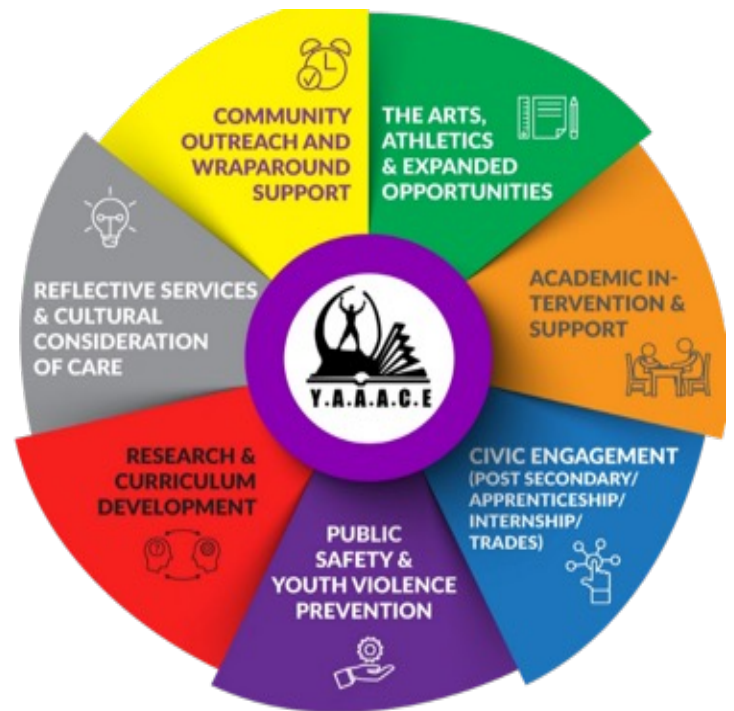 COMMUNITY
OUTREACH AND
WRAPAROUND
SUPPORT
THE ARTS,
ATHLETICS
& EXPANDED
OPPORTUNITIES
ACADEMIC IN-
TERVENTION &
SUPPORT
CIVIC ENGAGEMENT
(POST SECONDARY/
APPRENTICESHIP/
INTERNSHIP/
TRADES)
PUBLIC
SAFETY &
YOUTH VIOLENCE
PREVENTION
RESEARCH &
CURRICULUM
DEVELOPMENT
REFLECTIVE SERVICES
& CULTURAL
CONSIDERATION
OF CARE
Y.A.A.A.C.E